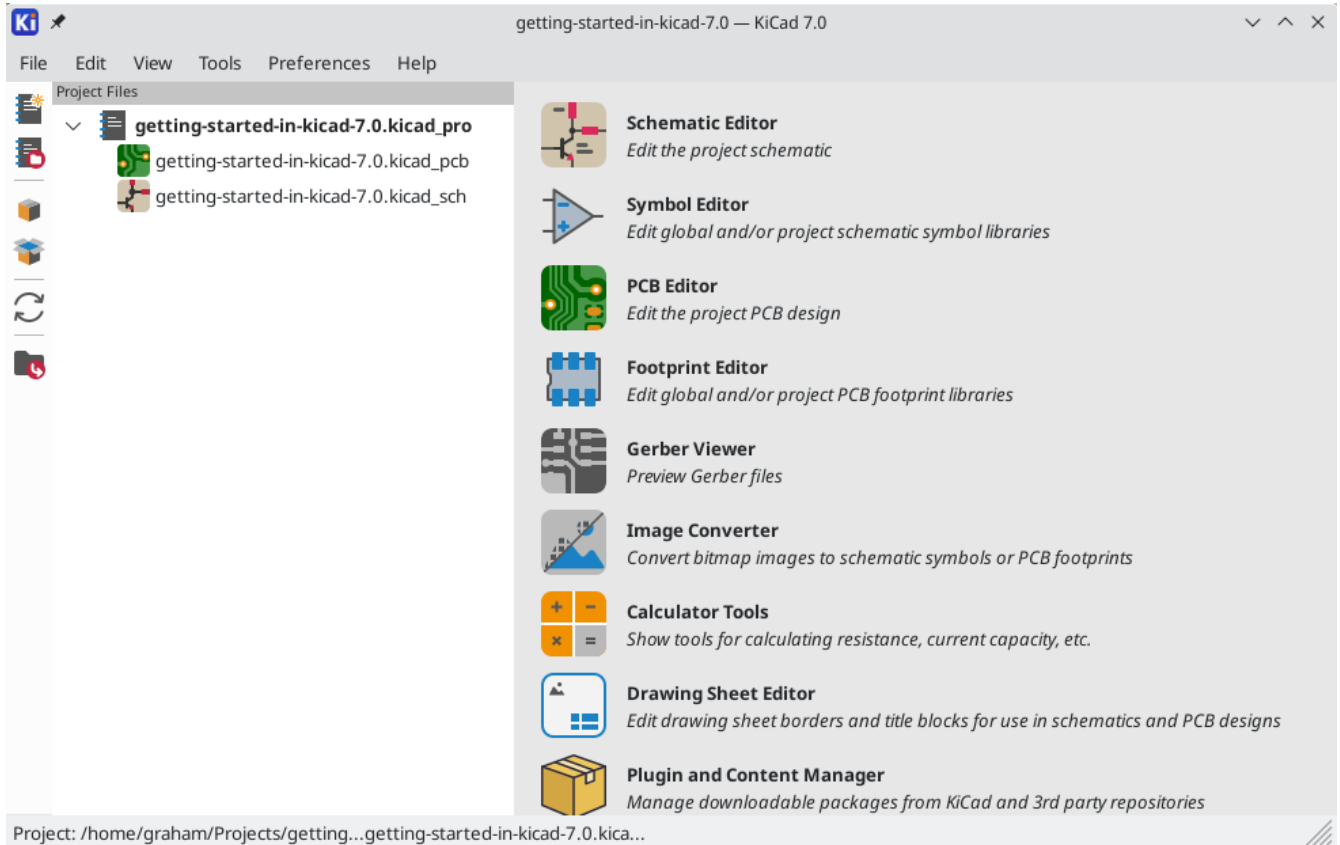 Ki
getting-started-in-kicad-7.0 — KiCad 7.0
File Edit View Tools Preferences Help
Project Files
getting-started-in-kicad-7.0.kicad_pro
getting-started-in-kicad-7.0.kicad_pcb
getting-started-in-kicad-7.0.kicad_sch
Schematic Editor
Edit the project schematic
Symbol Editor
Edit global and/or project schematic symbol libraries
PCB Editor
Edit the project PCB design
Footprint Editor
Edit global and/or project PCB footprint libraries
Gerber Viewer
Preview Gerber files
Image Converter
Convert bitmap images to schematic symbols or PCB footprints
Calculator Tools
Show tools for calculating resistance, current capacity, etc.
Drawing Sheet Editor
Edit drawing sheet borders and title blocks for use in schematics and PCB designs
Plugin and Content Manager
Manage downloadable packages from KiCad and 3rd party repositories
Project: /home/graham/Projects/getting...getting-started-in-kicad-7.0.kica...